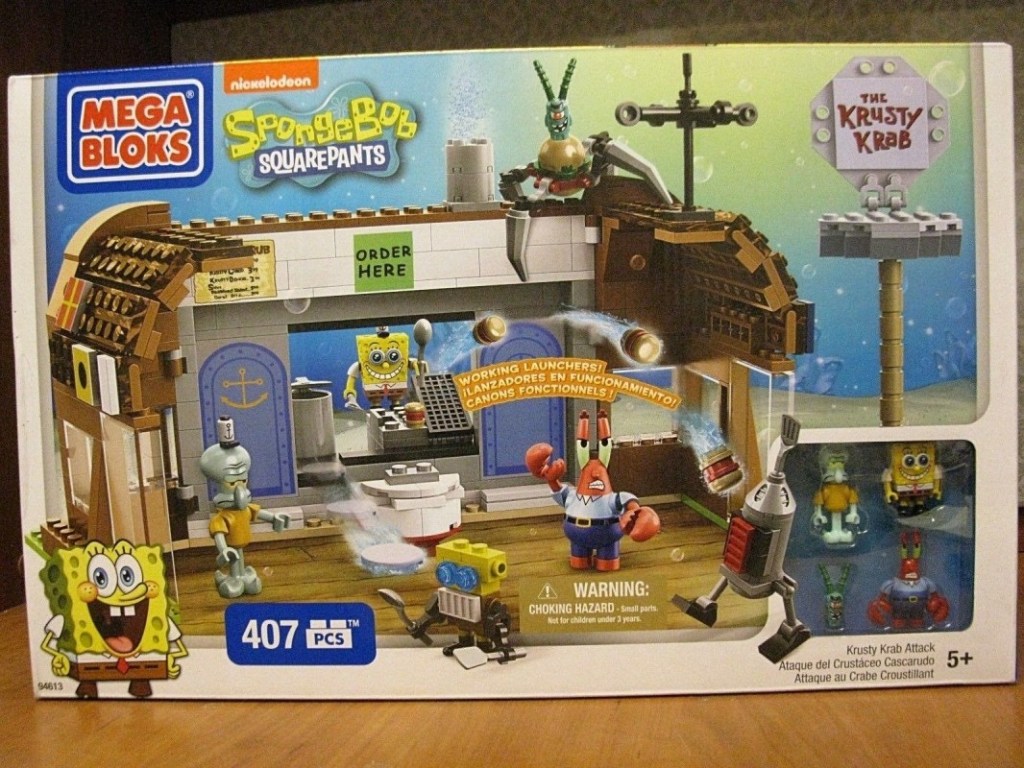 MEGA
BLOKS®
nickelodeon
SpongeBob
SQUAREPANTS
THE
KRUSTY
KRAB
ORDER
HERE
WORKING LAUNCHERS!
¡LANZADORES EN FUNCIONAMIENTO!
CANONS FONCTIONNELS !
WARNING:
CHOKING HAZARD - Small parts.
Not for children under 3 years.
407 PCS™
94613
Krusty Krab Attack
Ataque del Crustáceo Cascarudo
Attaque au Crabe Croustillant
5+